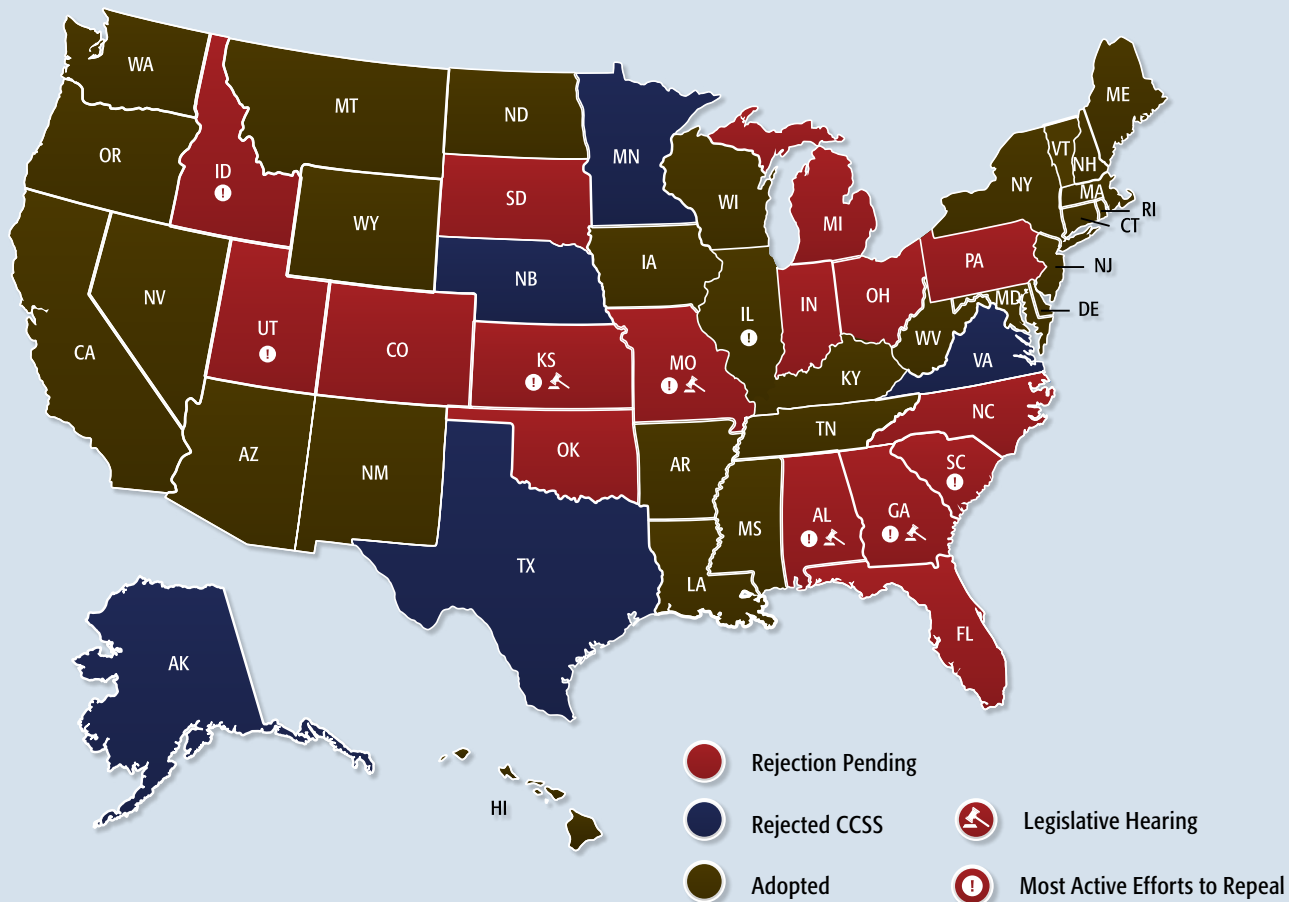 WA
MT
ND
MN
ME
OR
ID
!
SD
WI
VT
NH
NY
MA
RI
CT
WY
MI
NB
IA
PA
NJ
NV
UT
!
CO
KS
!
MO
!
IL
!
IN
OH
MD
DE
WV
VA
CA
KY
NC
AZ
NM
OK
AR
TN
SC
!
MS
AL
!
GA
!
TX
LA
FL
AK
HI
Rejection Pending
Rejected CCSS
Legislative Hearing
Adopted
! Most Active Efforts to Repeal